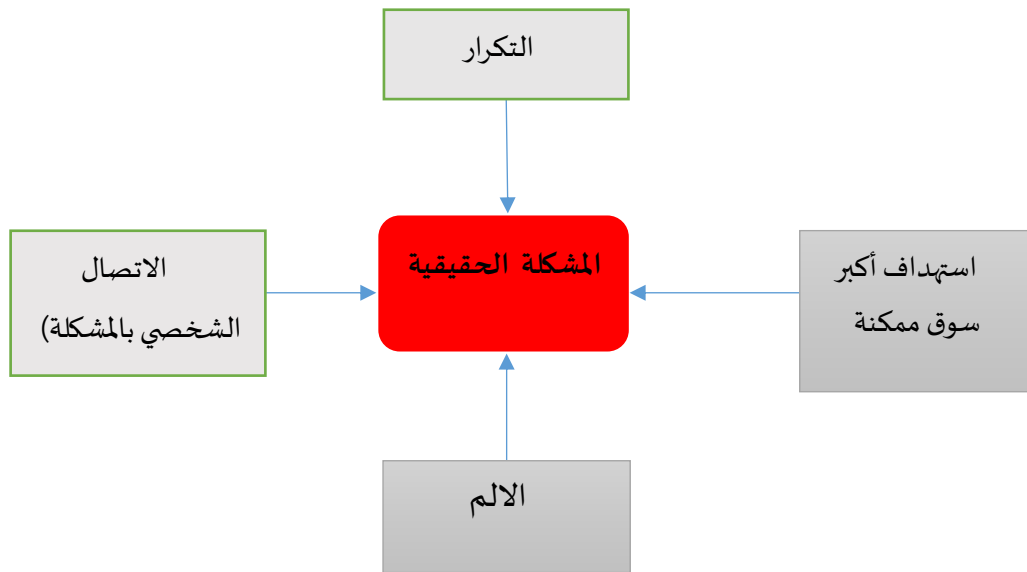 التكرار
المشكلة الحقيقية
استهداف أكبر
سوق ممكنة
الاتصال
الشخصي بالمشكلة)
الالم